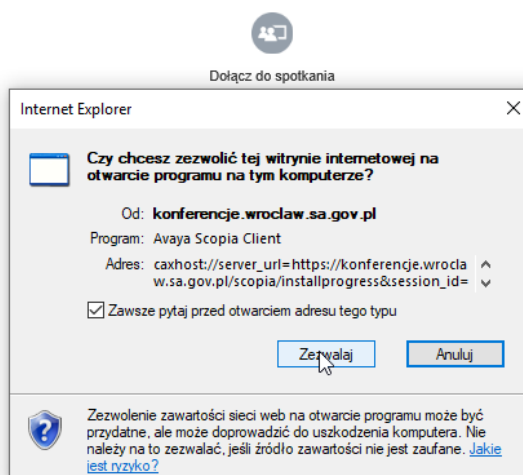 Dołącz do spotkania
Internet Explorer
Czy chcesz zezwolić tej witrynie internetowej na
otwarcie programu na tym komputerze?
Od: konferencje.wroclaw.sa.gov.pl
Program: Avaya Scopia Client
Adres: caxhost://server_url=https://konferencje.wrocla
w.sa.gov.pl/scopia/installprogress&session_id=
Zawsze pytaj przed otwarciem adresu tego typu
Zezwalaj Anuluj
Zezwolenie zawartości sieci web na otwarcie programu może być
przydatne, ale może doprowadzić do uszkodzenia komputera. Nie
należy na to zezwalać, jeśli źródło zawartości nie jest zaufane. Jakie
jest ryzyko?